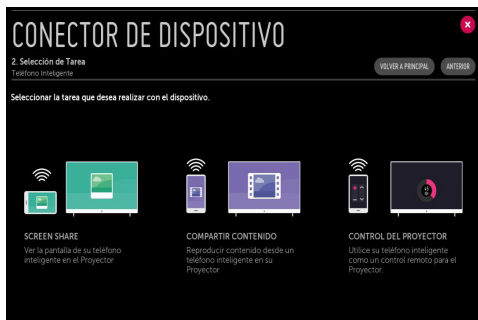 CONECTOR DE DISPOSITIVO
2. Selección de Tarea
Teléfono Inteligente
VOLVER A PRINCIPAL
ANTERIOR
Seleccionar la tarea que desea realizar con el dispositivo.
SCREEN SHARE
Ver la pantalla de su teléfono
inteligente en el Proyector
COMPARTIR CONTENIDO
Reproducir contenido desde un
teléfono inteligente en su
Proyector
CONTROL DEL PROYECTOR
Utilice su teléfono inteligente
como un control remoto para el
Proyector.